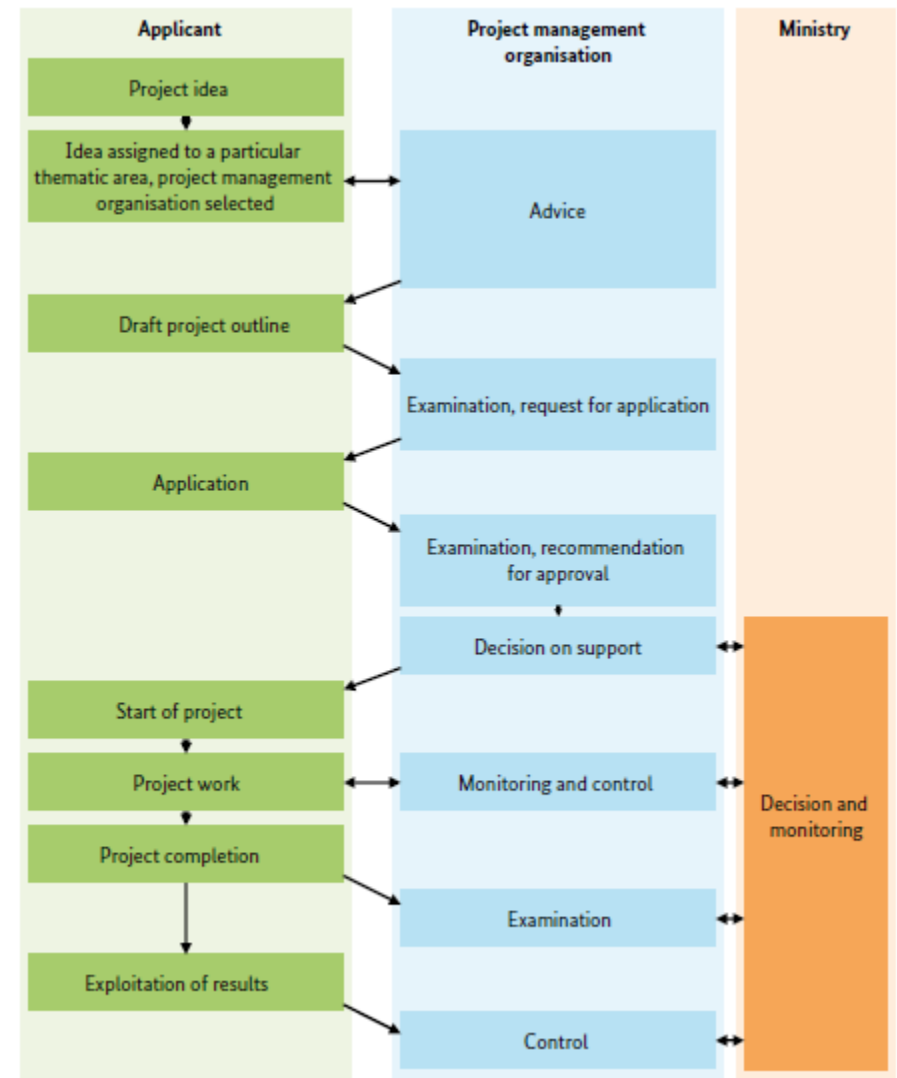 Applicant
Project management
organisation
Ministry
Project idea
Idea assigned to a particular
thematic area, project management
organisation selected
Advice
Draft project outline
Examination, request for application
Application
Examination, recommendation
for approval
Decision on support
Start of project
Project work
Monitoring and control
Decision and
monitoring
Project completion
Examination
Exploitation of results
Control